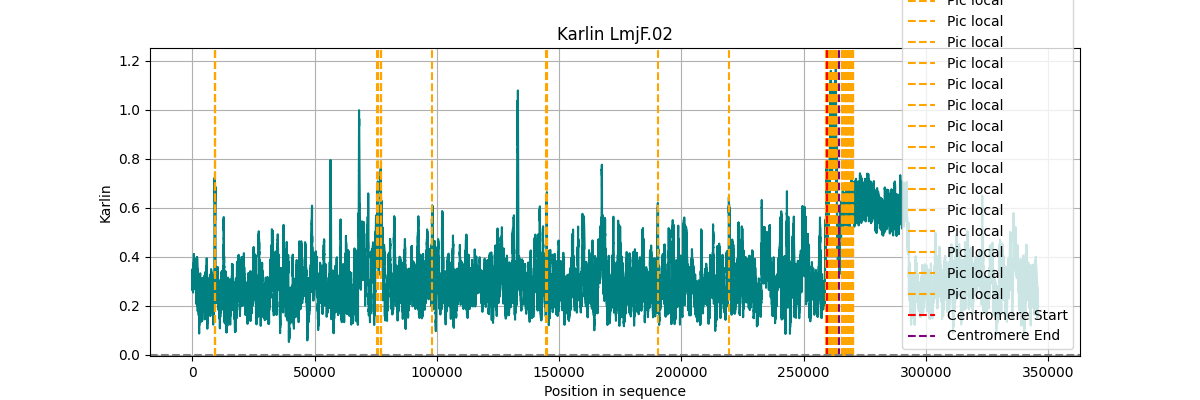 Pic local
Karlin LmjF.02
Pic local
Pic local
Pic local
Pic local
Pic local
Pic local
Pic local
Pic local
Pic local
Pic local
Pic local
Pic local
Pic local
Pic local
Centromere Start
Centromere End
1.2
1.0
0.8
0.6
0.4
0.2
0.0
Karlin
0
50000
100000
150000
200000
250000
300000
350000
Position in sequence